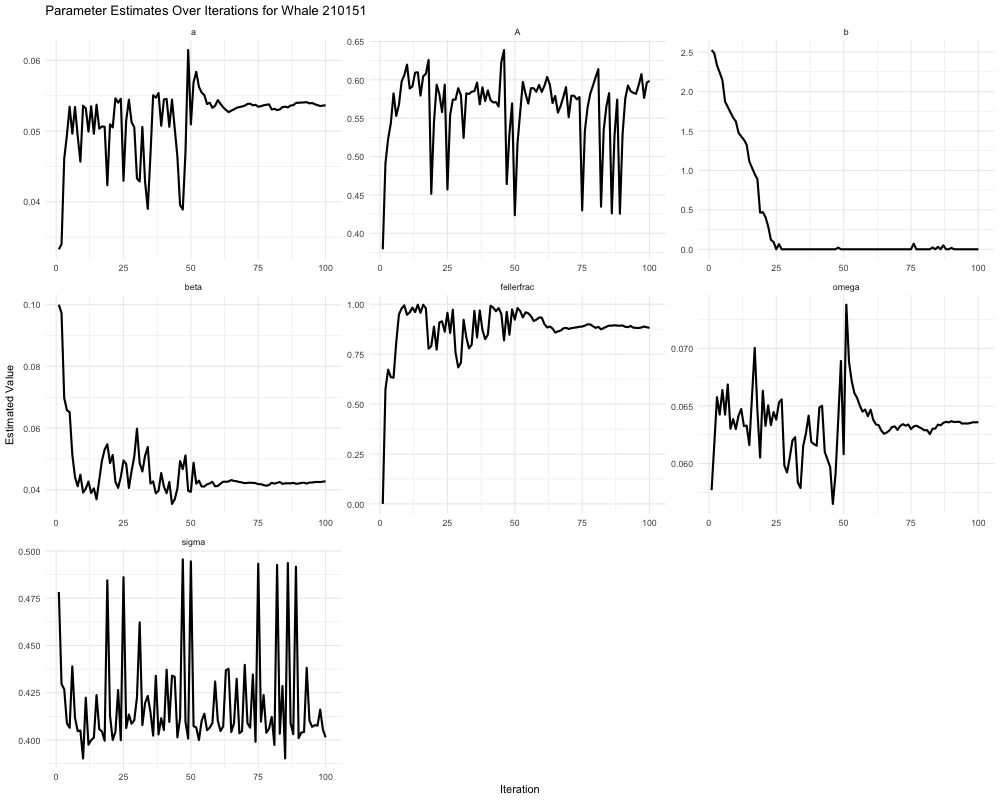 Parameter Estimates Over Iterations for Whale 210151
a
A
b
0.06
0.05
0.04
0.65
0.60
0.55
0.50
0.45
0.40
2.5
2.0
1.5
1.0
0.5
0.0
0 25 50 75 100
0 25 50 75 100
0 25 50 75 100
beta
fellerfrac
omega
0.10
0.08
0.06
0.04
1.00
0.75
0.50
0.25
0.00
0.070
0.065
0.060
0 25 50 75 100
0 25 50 75 100
0 25 50 75 100
Estimated Value
sigma
0.500
0.475
0.450
0.425
0.400
0 25 50 75 100
Iteration